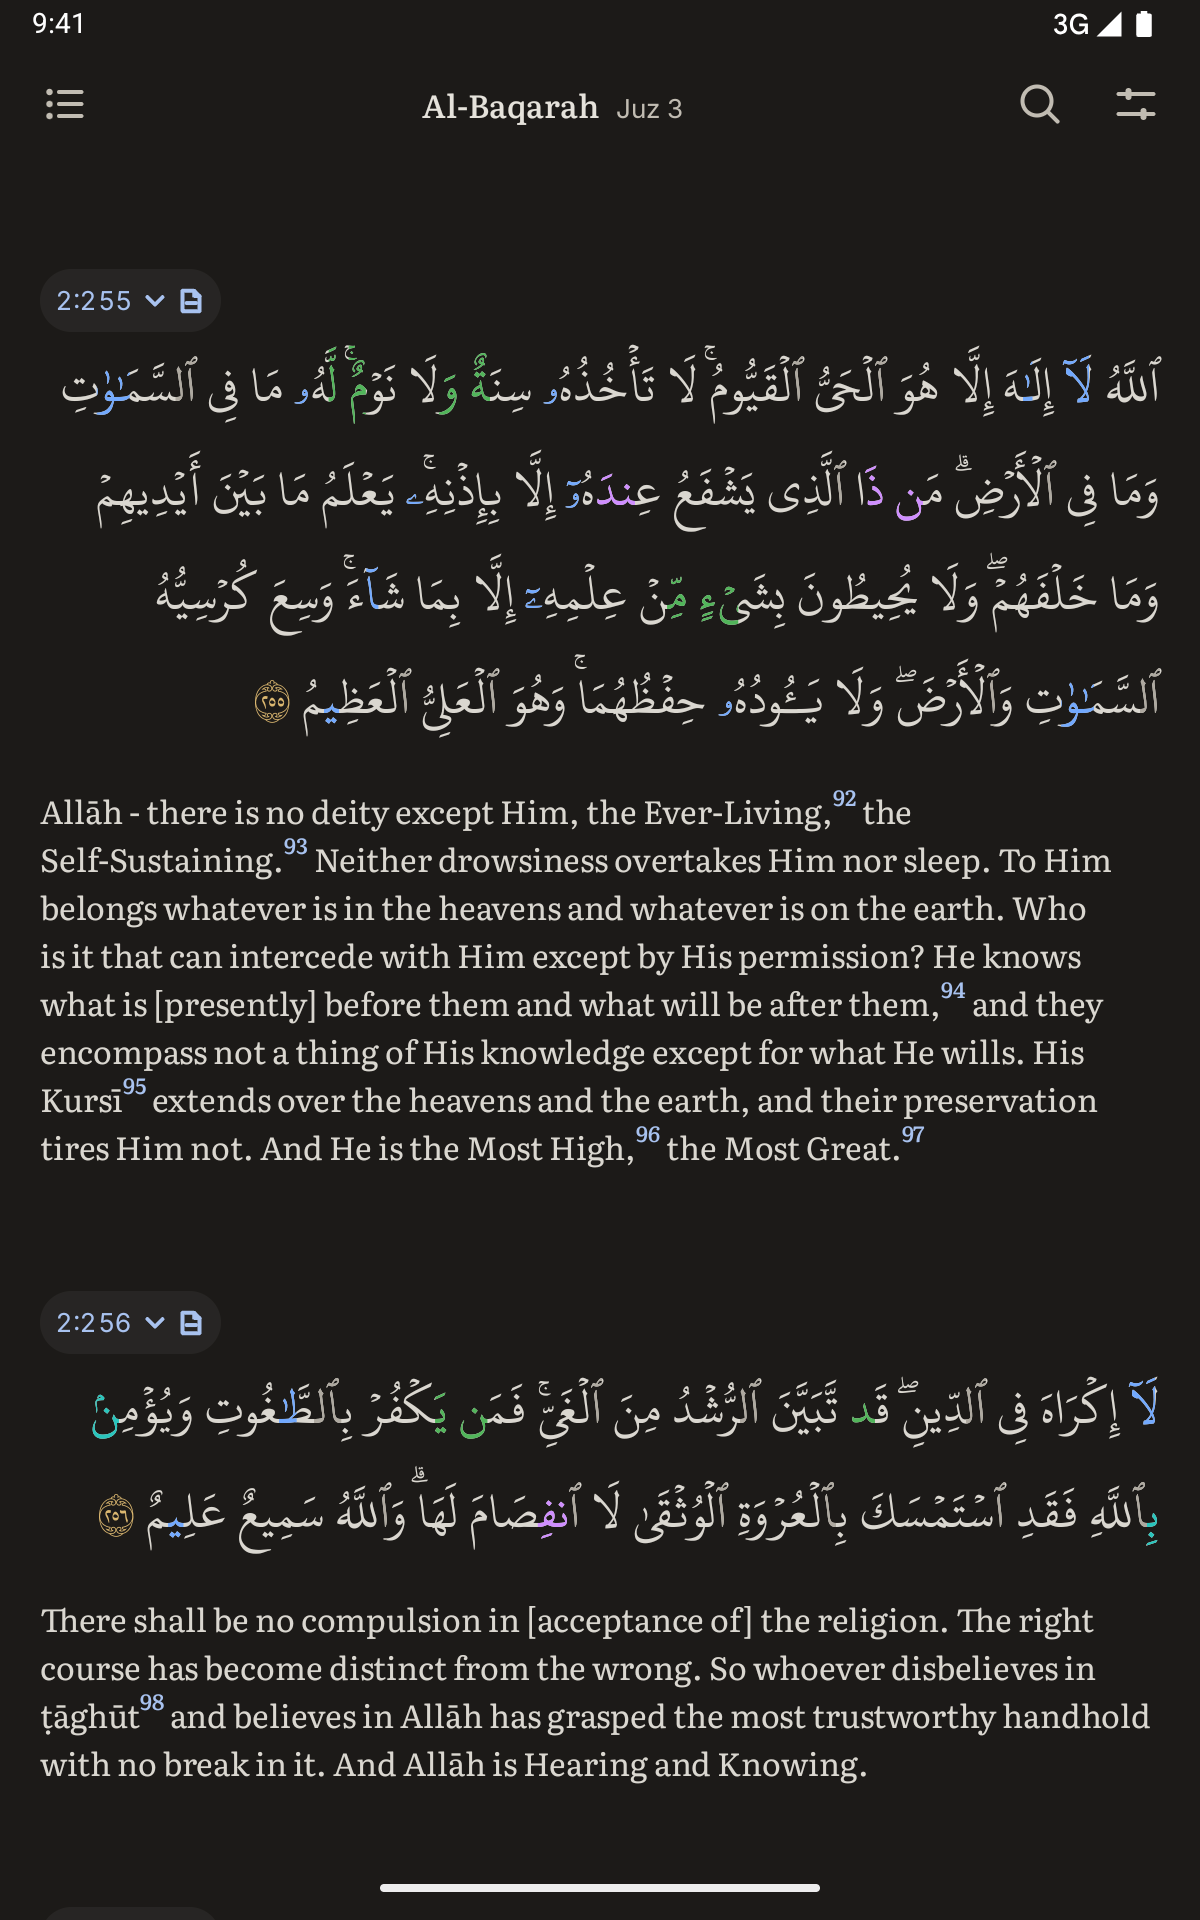 9:41
3G
Al-Baqarah Juz 3
2:255
ٱللَّهُ لَآ إِلَـٰهَ إِلَّا هُوَ ٱلْحَىُّ ٱلْقَيُّومُ ۚ لَا تَأْخُذُهُۥ سِنَةٌ وَلَا نَوْمٌ ۚ لَّهُۥ مَا فِى ٱلسَّمَـٰوَٰتِ
وَمَا فِى ٱلْأَرْضِ ۗ مَن ذَا ٱلَّذِى يَشْفَعُ عِندَهُۥٓ إِلَّا بِإِذْنِهِۦ ۚ يَعْلَمُ مَا بَيْنَ أَيْدِيهِمْ
وَمَا خَلْفَهُمْ ۖ وَلَا يُحِيطُونَ بِشَىْءٍ مِّنْ عِلْمِهِۦٓ إِلَّا بِمَا شَآءَ ۚ وَسِعَ كُرْسِيُّهُ
ٱلسَّمَـٰوَٰتِ وَٱلْأَرْضَ ۖ وَلَا يَـُٔودُهُۥ حِفْظُهُمَا ۚ وَهُوَ ٱلْعَلِىُّ ٱلْعَظِيمُ ٢٥٥
Allāh - there is no deity except Him, the Ever-Living,92 the
Self-Sustaining.93 Neither drowsiness overtakes Him nor sleep. To Him
belongs whatever is in the heavens and whatever is on the earth. Who
is it that can intercede with Him except by His permission? He knows
what is [presently] before them and what will be after them,94 and they
encompass not a thing of His knowledge except for what He wills. His
Kursī95 extends over the heavens and the earth, and their preservation
tires Him not. And He is the Most High,96 the Most Great.97
2:256
لَآ إِكْرَاهَ فِى ٱلدِّينِ ۖ قَد تَّبَيَّنَ ٱلرُّشْدُ مِنَ ٱلْغَىِّ ۚ فَمَن يَكْفُرْ بِٱلطَّـٰغُوتِ وَيُؤْمِنۢ
بِٱللَّهِ فَقَدِ ٱسْتَمْسَكَ بِٱلْعُرْوَةِ ٱلْوُثْقَىٰ لَا ٱنفِصَامَ لَهَا ۗ وَٱللَّهُ سَمِيعٌ عَلِيمٌ ٢٥٦
There shall be no compulsion in [acceptance of] the religion. The right
course has become distinct from the wrong. So whoever disbelieves in
ṭāghūt98 and believes in Allāh has grasped the most trustworthy handhold
with no break in it. And Allāh is Hearing and Knowing.